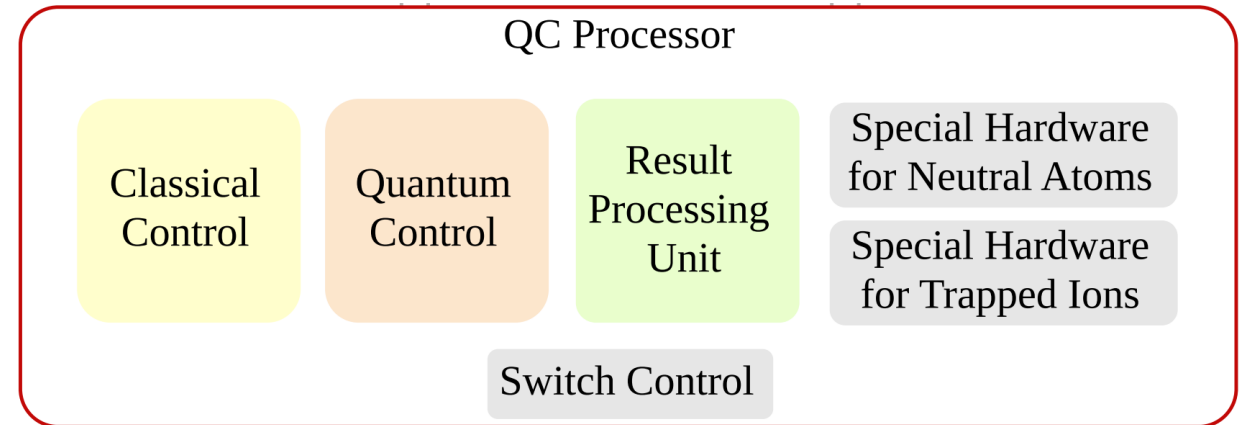 QC Processor
Classical
Control
Quantum
Control
Result
Processing
Unit
Special Hardware
for Neutral Atoms
Special Hardware
for Trapped Ions
Switch Control